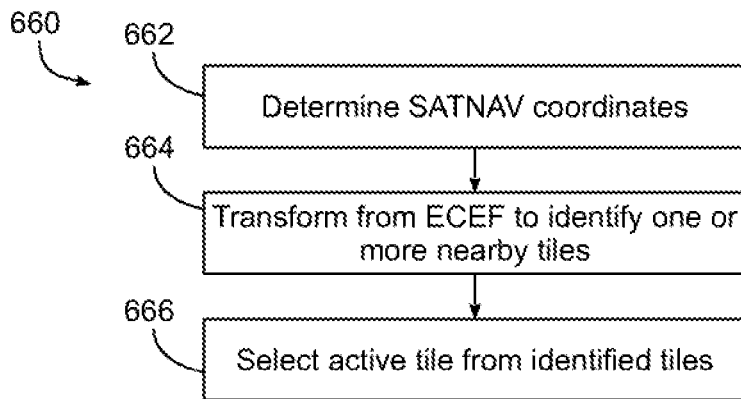 660
662
Determine SATNAV coordinates
664
Transform from ECEF to identify one or
more nearby tiles
666
Select active tile from identified tiles